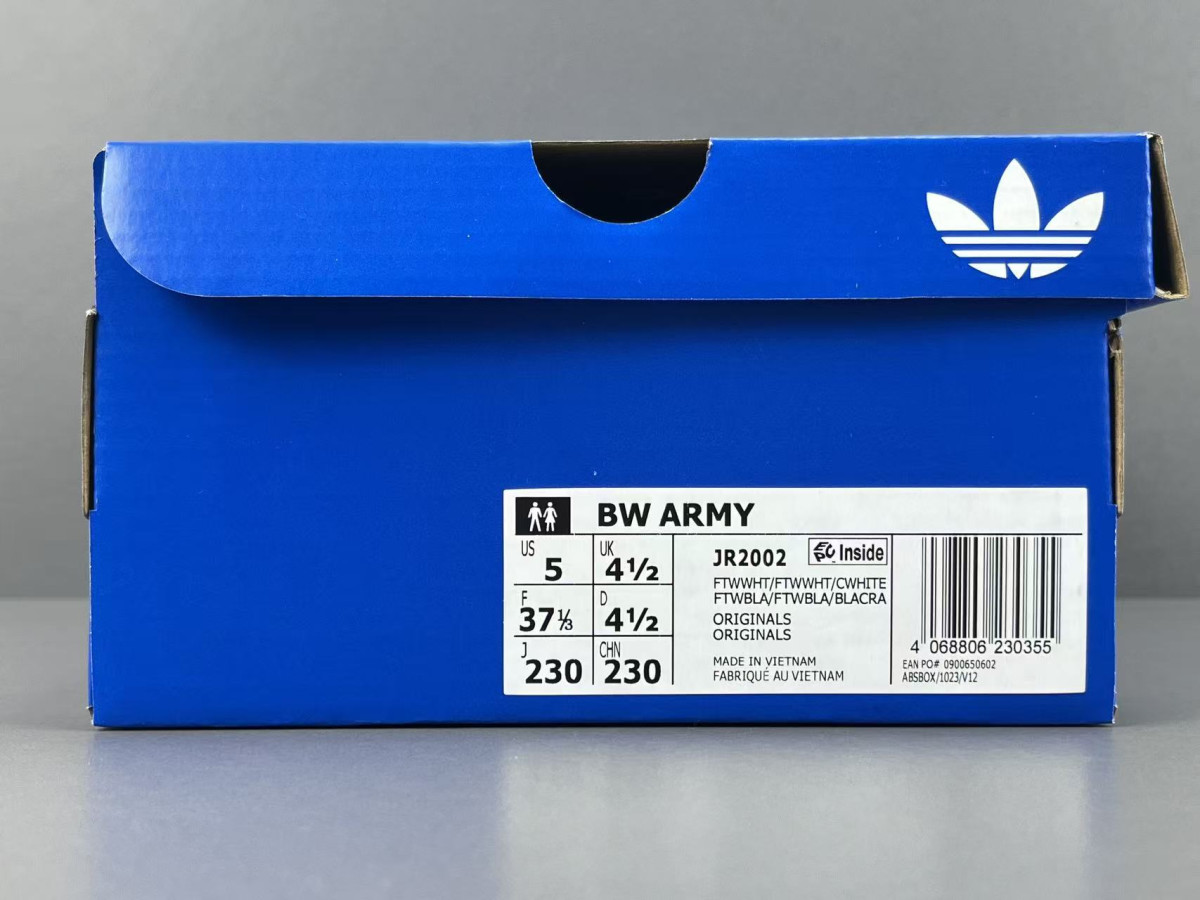 BW ARMY
US
5
UK
4½
F
37⅓
D
4½
J
230
CHN
230
JR2002 Inside
FTWWHT/FTWWHT/CWHITE
FTWBLA/FTWBLA/BLACRA
ORIGINALS
ORIGINALS
MADE IN VIETNAM
FABRIQUÉ AU VIETNAM
4 068806 230355
EAN PO# 0900650602
ABSBOX/1023/V12